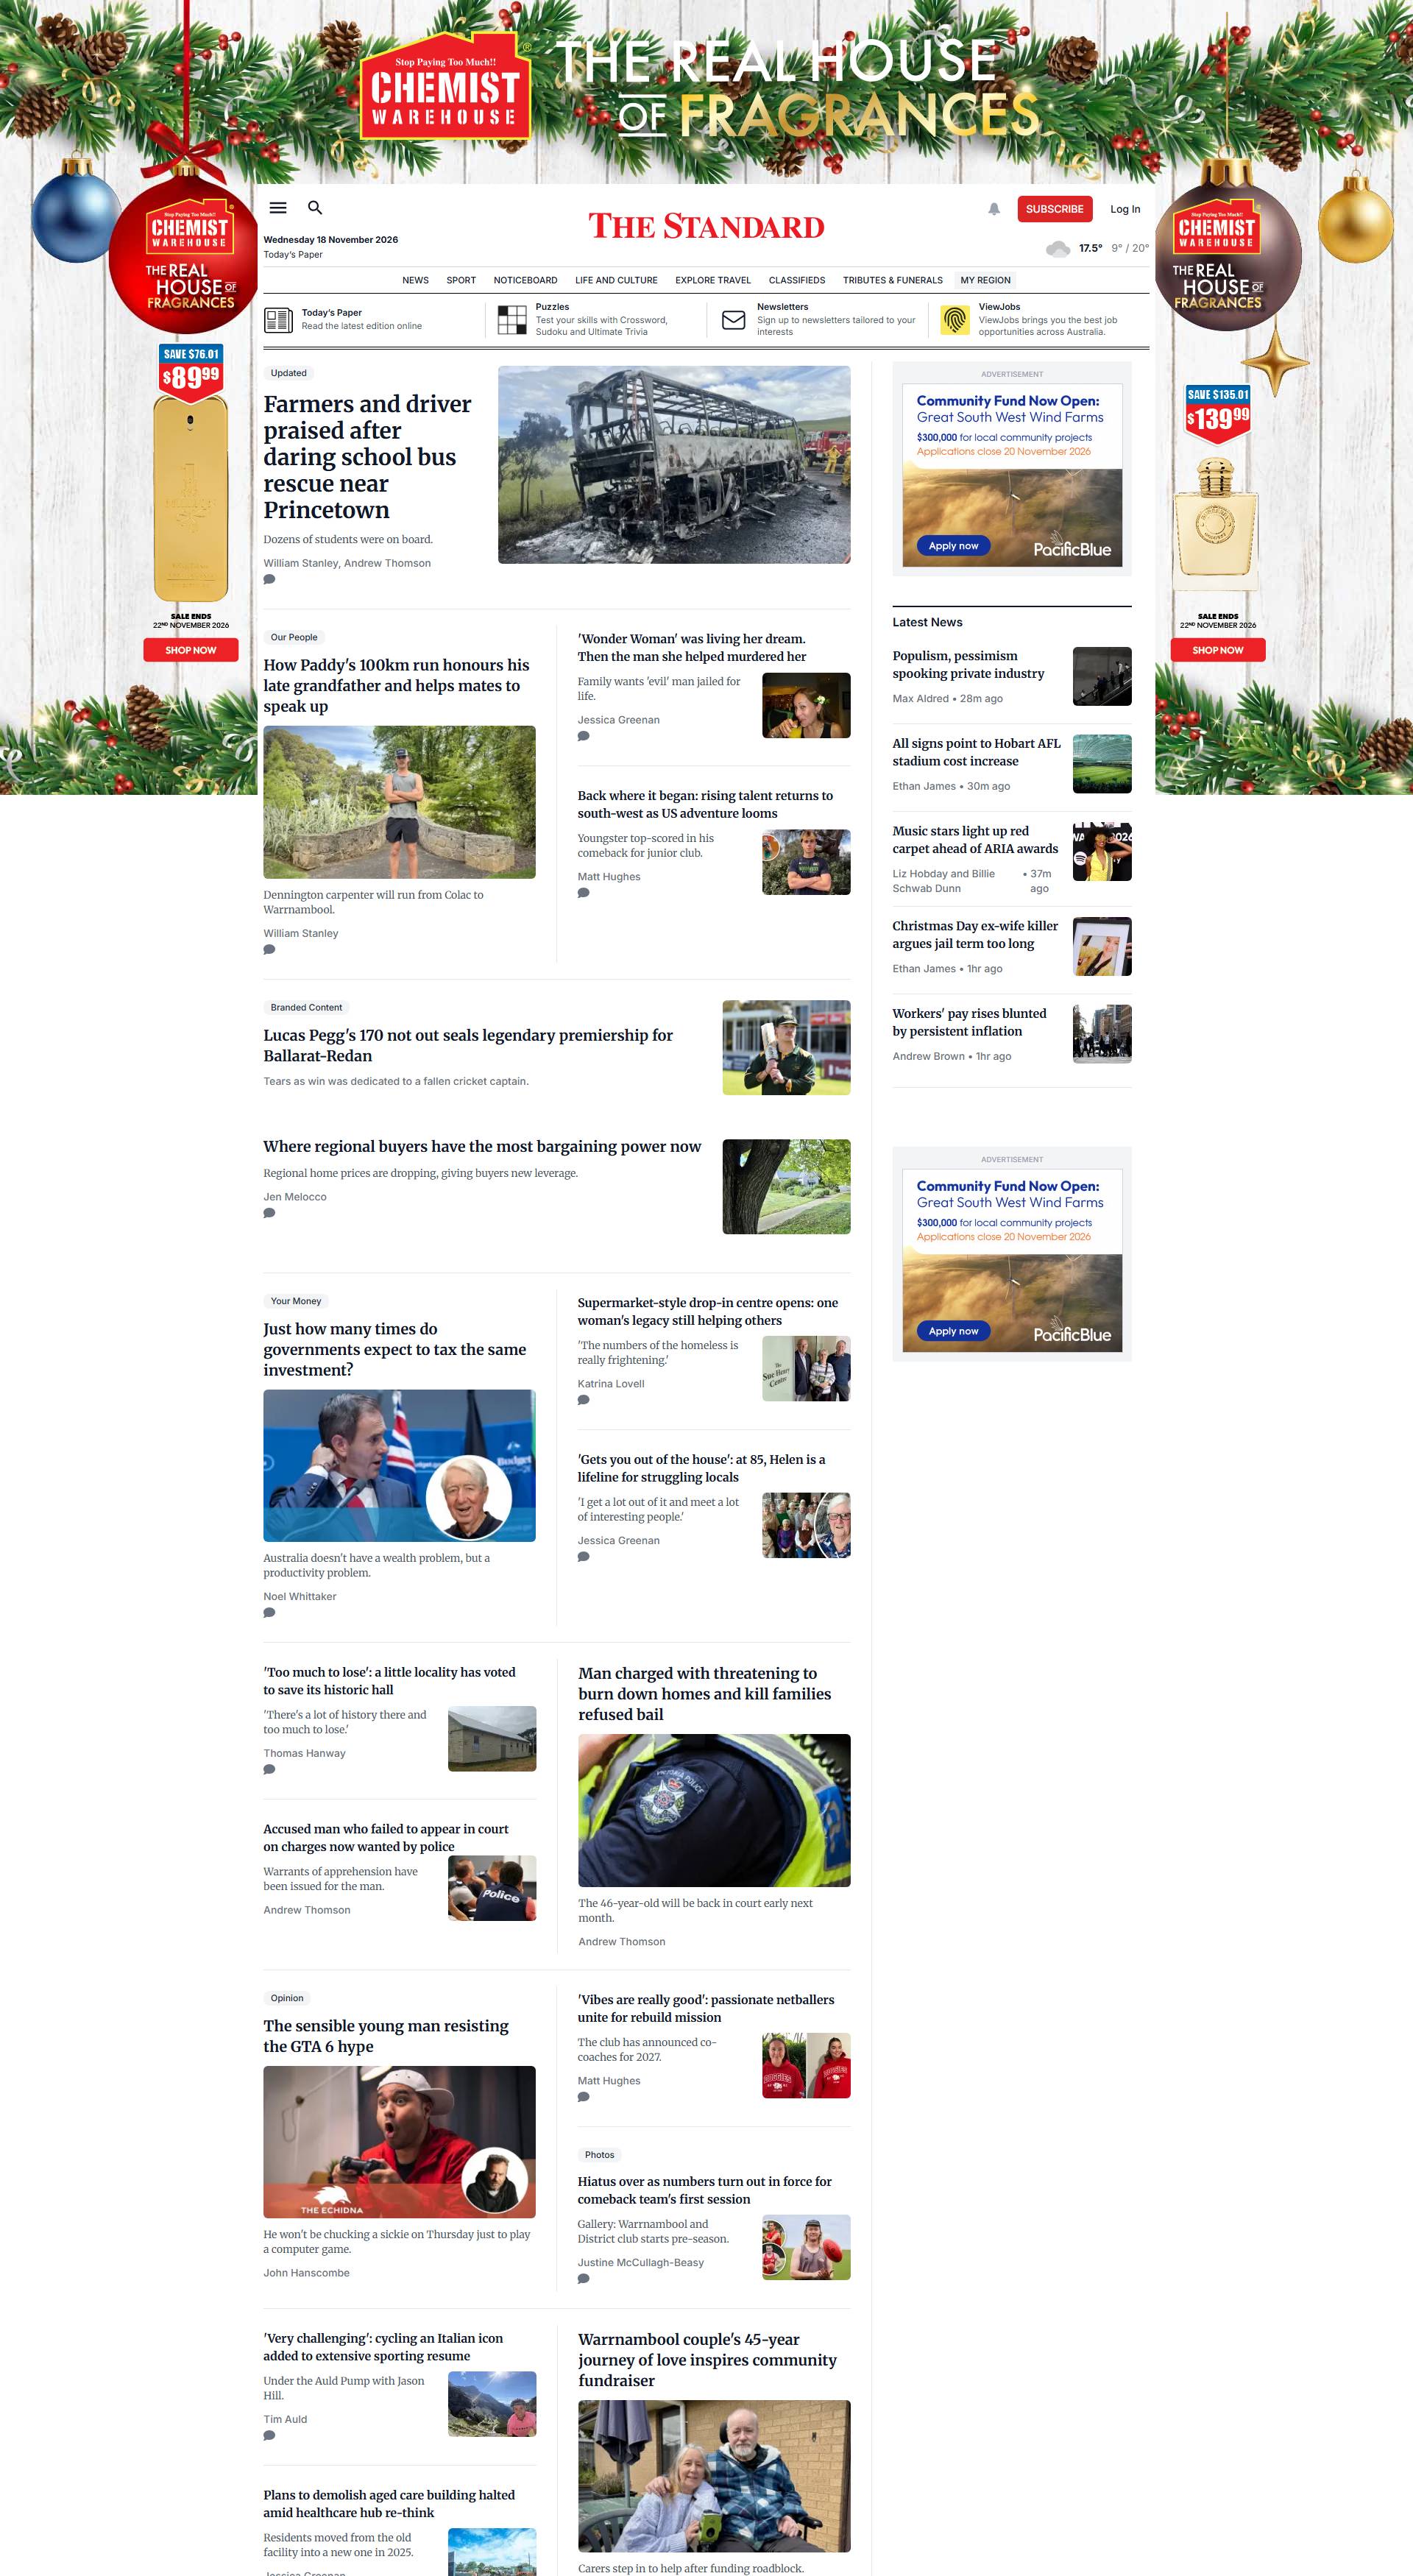 Stop Paying Too Much!!
CHEMIST
WAREHOUSE
THE REAL HOUSE
OF FRAGRANCES
Stop Paying Too Much!!
CHEMIST
WAREHOUSE
THE REAL
HOUSE OF
FRAGRANCES
SAVE $76.01
$89.99
SALE ENDS
22ND NOVEMBER 2026
SHOP NOW
Stop Paying Too Much!!
CHEMIST
WAREHOUSE
THE REAL
HOUSE OF
FRAGRANCES
SAVE $135.01
$139.99
SALE ENDS
22ND NOVEMBER 2026
SHOP NOW
THE STANDARD
SUBSCRIBE
Log In
Wednesday 18 November 2026
Today's Paper
17.5° 9° / 20°
NEWS SPORT NOTICEBOARD LIFE AND CULTURE EXPLORE TRAVEL CLASSIFIEDS TRIBUTES & FUNERALS MY REGION
Today's Paper
Read the latest edition online
Puzzles
Test your skills with Crossword,
Sudoku and Ultimate Trivia
Newsletters
Sign up to newsletters tailored to your
interests
ViewJobs
ViewJobs brings you the best job
opportunities across Australia.
Updated
Farmers and driver
praised after
daring school bus
rescue near
Princetown
Dozens of students were on board.
William Stanley, Andrew Thomson
Our People
How Paddy's 100km run honours his
late grandfather and helps mates to
speak up
Dennington carpenter will run from Colac to
Warrnambool.
William Stanley
'Wonder Woman' was living her dream.
Then the man she helped murdered her
Family wants 'evil' man jailed for
life.
Jessica Greenan
Back where it began: rising talent returns to
south-west as US adventure looms
Youngster top-scored in his
comeback for junior club.
Matt Hughes
Branded Content
Lucas Pegg's 170 not out seals legendary premiership for
Ballarat-Redan
Tears as win was dedicated to a fallen cricket captain.
Where regional buyers have the most bargaining power now
Regional home prices are dropping, giving buyers new leverage.
Jen Melocco
Your Money
Just how many times do
governments expect to tax the same
investment?
Budget
Australia doesn't have a wealth problem, but a
productivity problem.
Noel Whittaker
Supermarket-style drop-in centre opens: one
woman's legacy still helping others
'The numbers of the homeless is
really frightening.'
Katrina Lovell
'Gets you out of the house': at 85, Helen is a
lifeline for struggling locals
'I get a lot out of it and meet a lot
of interesting people.'
Jessica Greenan
'Too much to lose': a little locality has voted
to save its historic hall
'There's a lot of history there and
too much to lose.'
Thomas Hanway
Accused man who failed to appear in court
on charges now wanted by police
Warrants of apprehension have
been issued for the man.
Police
Andrew Thomson
Man charged with threatening to
burn down homes and kill families
refused bail
VICTORIA POLICE
The 46-year-old will be back in court early next
month.
Andrew Thomson
Opinion
The sensible young man resisting
the GTA 6 hype
THE ECHIDNA
He won't be chucking a sickie on Thursday just to play
a computer game.
John Hanscombe
'Vibes are really good': passionate netballers
unite for rebuild mission
The club has announced co-
coaches for 2027.
Matt Hughes
Photos
Hiatus over as numbers turn out in force for
comeback team's first session
Gallery: Warrnambool and
District club starts pre-season.
Justine McCullagh-Beasy
'Very challenging': cycling an Italian icon
added to extensive sporting resume
Under the Auld Pump with Jason
Hill.
Tim Auld
Plans to demolish aged care building halted
amid healthcare hub re-think
Residents moved from the old
facility into a new one in 2025.
Jessica Greenan
Warrnambool couple's 45-year
journey of love inspires community
fundraiser
Carers step in to help after funding roadblock.
ADVERTISEMENT
Community Fund Now Open:
Great South West Wind Farms
$300,000 for local community projects
Applications close 20 November 2026
Apply now
PacificBlue
Latest News
Populism, pessimism
spooking private industry
Max Aldred • 28m ago
All signs point to Hobart AFL
stadium cost increase
Ethan James • 30m ago
Music stars light up red
carpet ahead of ARIA awards
Liz Hobday and Billie
Schwab Dunn
• 37m
ago
Christmas Day ex-wife killer
argues jail term too long
Ethan James • 1hr ago
Workers' pay rises blunted
by persistent inflation
Andrew Brown • 1hr ago
ADVERTISEMENT
Community Fund Now Open:
Great South West Wind Farms
$300,000 for local community projects
Applications close 20 November 2026
Apply now
PacificBlue